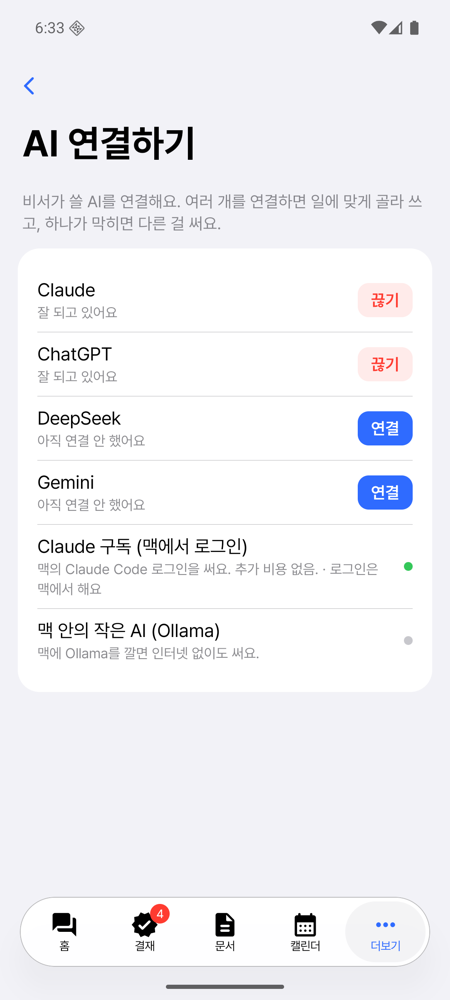 6:33
AI 연결하기
비서가 쓸 AI를 연결해요. 여러 개를 연결하면 일에 맞게 골라 쓰
고, 하나가 막히면 다른 걸 써요.
Claude
잘 되고 있어요
끊기
ChatGPT
잘 되고 있어요
끊기
DeepSeek
아직 연결 안 했어요
연결
Gemini
아직 연결 안 했어요
연결
Claude 구독 (맥에서 로그인)
맥의 Claude Code 로그인을 써요. 추가 비용 없음. · 로그인은
맥에서 해요
맥 안의 작은 AI (Ollama)
맥에 Ollama를 깔면 인터넷 없이도 써요.
4
홈
결재
문서
캘린더
더보기